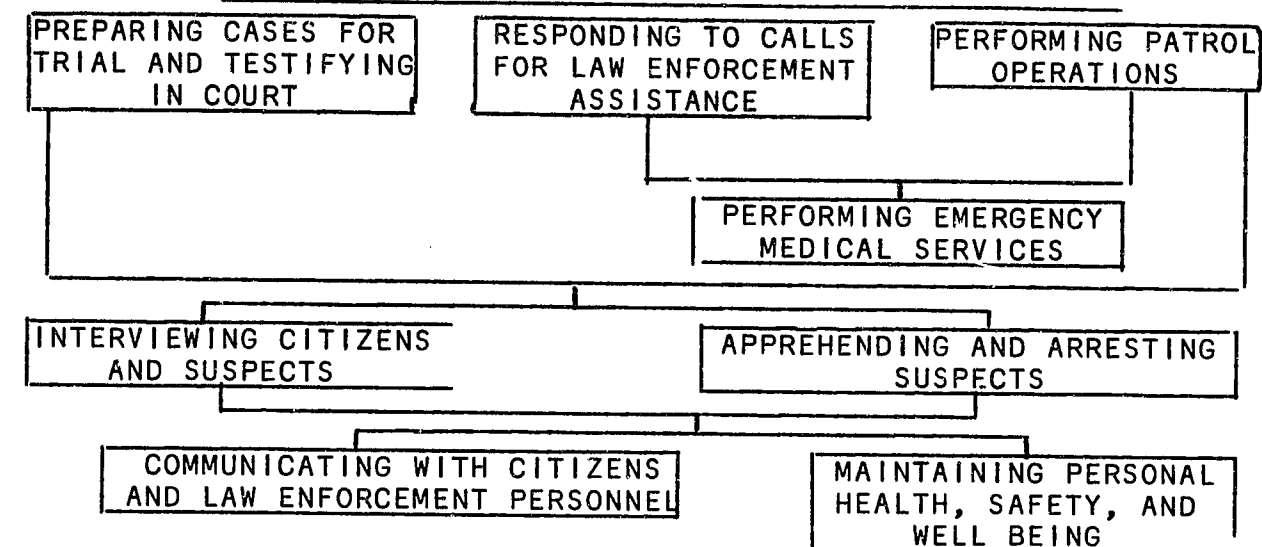 PREPARING CASES FOR
TRIAL AND TESTIFYING
IN COURT
RESPONDING TO CALLS
FOR LAW ENFORCEMENT
ASSISTANCE
PERFORMING PATROL
OPERATIONS
PERFORMING EMERGENCY
MEDICAL SERVICES
INTERVIEWING CITIZENS
AND SUSPECTS
APPREHENDING AND ARRESTING
SUSPECTS
COMMUNICATING WITH CITIZENS
AND LAW ENFORCEMENT PERSONNEL
MAINTAINING PERSONAL
HEALTH, SAFETY, AND
WELL BEING